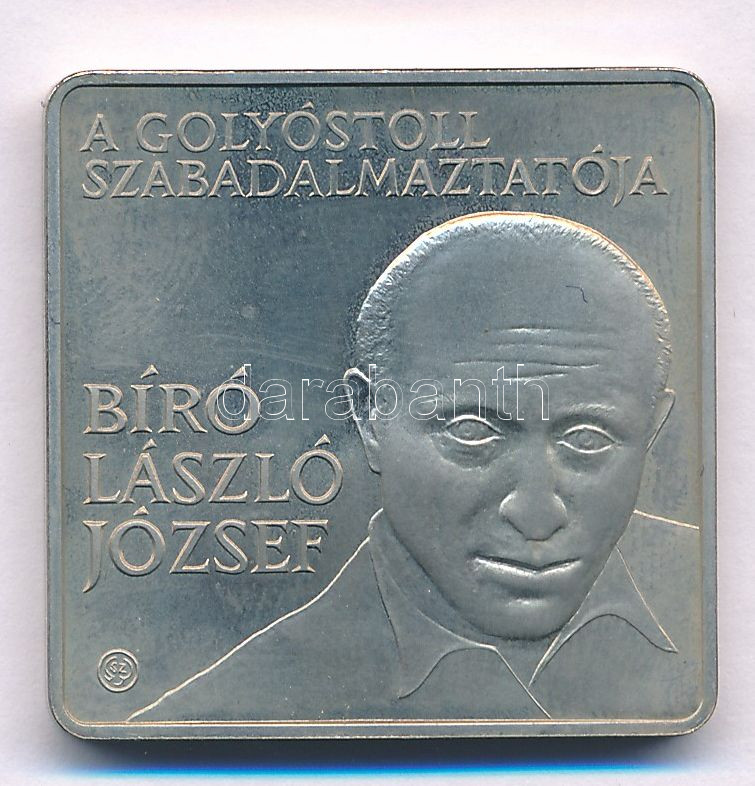 A GOLYÓSTOLL
SZABADALMAZTATÓJA
BÍRÓ
LÁSZLÓ
JÓZSEF
darabanth